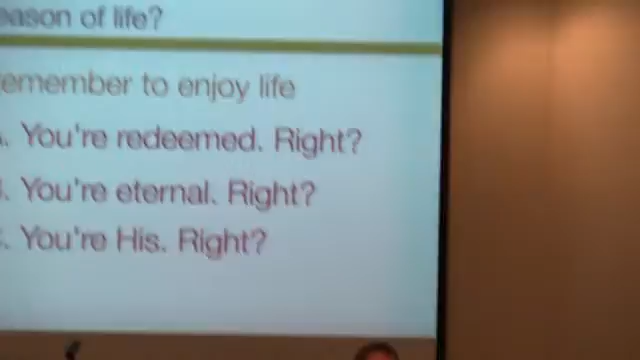 eason of life?
emember to enjoy life
. You're redeemed. Right?
. You're eternal. Right?
. You're His. Right?